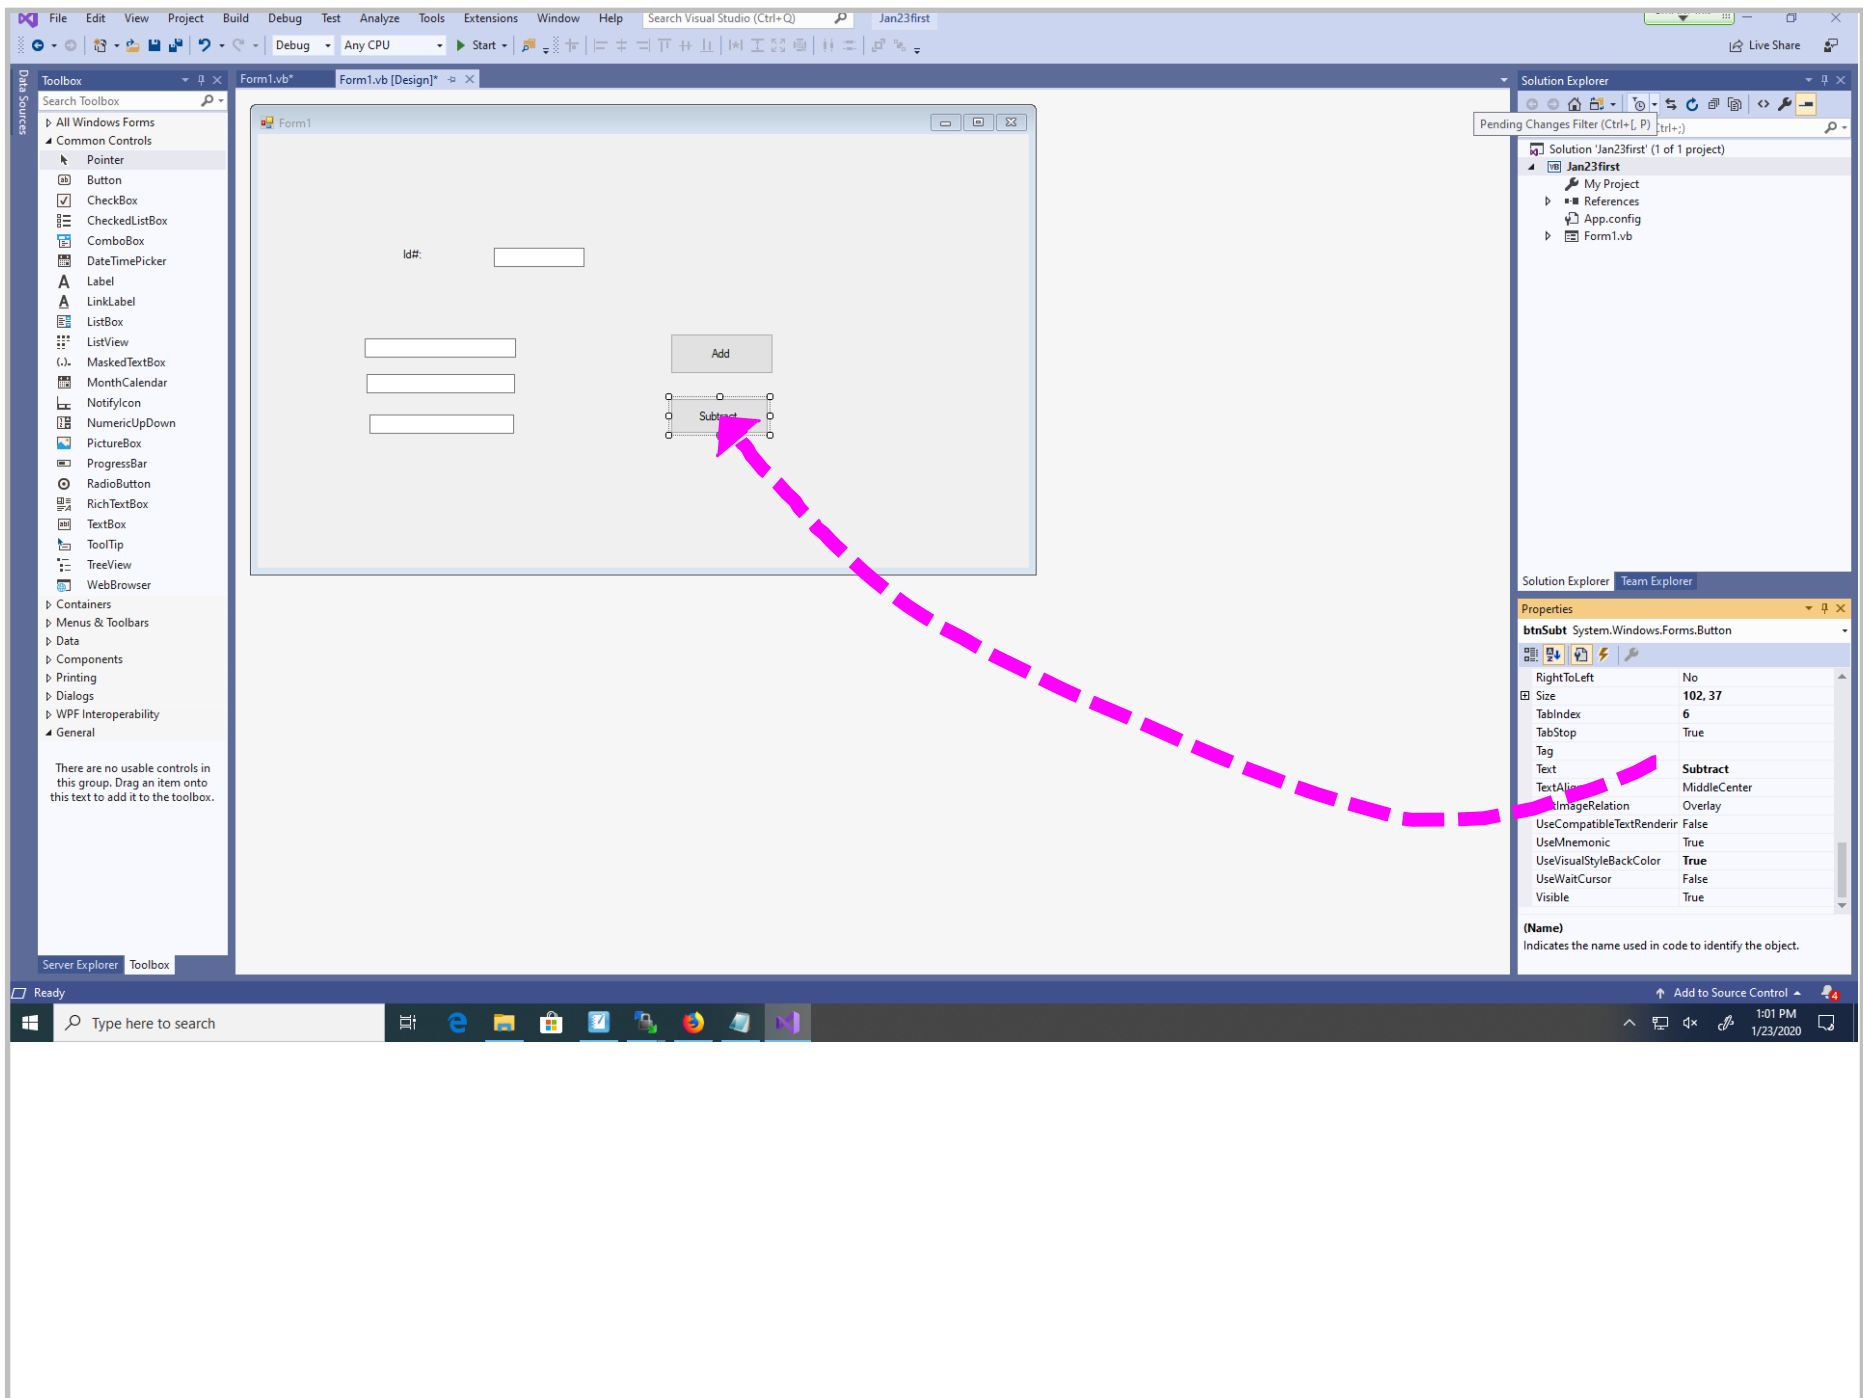 File Edit View Project Build Debug Test Analyze Tools Extensions Window Help Search Visual Studio (Ctrl+Q) Jan23first
Debug Any CPU Start Live Share
Data Sources
Toolbox
Search Toolbox
All Windows Forms
Common Controls
Pointer
Button
CheckBox
CheckedListBox
ComboBox
DateTimePicker
Label
LinkLabel
ListBox
ListView
MaskedTextBox
MonthCalendar
NotifyIcon
NumericUpDown
PictureBox
ProgressBar
RadioButton
RichTextBox
TextBox
ToolTip
TreeView
WebBrowser
Containers
Menus & Toolbars
Data
Components
Printing
Dialogs
WPF Interoperability
General
There are no usable controls in
this group. Drag an item onto
this text to add it to the toolbox.
Server Explorer Toolbox
Form1.vb* Form1.vb [Design]*
Form1
Id#:
Add
Subtract
Solution Explorer
Pending Changes Filter (Ctrl+[, P) trl+;)
Solution 'Jan23first' (1 of 1 project)
VB Jan23first
My Project
References
App.config
Form1.vb
Solution Explorer Team Explorer
Properties
btnSubt System.Windows.Forms.Button
RightToLeft No
Size 102, 37
TabIndex 6
TabStop True
Tag
Text Subtract
TextAlign MiddleCenter
ImageRelation Overlay
UseCompatibleTextRenderin False
UseMnemonic True
UseVisualStyleBackColor True
UseWaitCursor False
Visible True
(Name)
Indicates the name used in code to identify the object.
Ready Add to Source Control 4
Type here to search
1:01 PM
1/23/2020